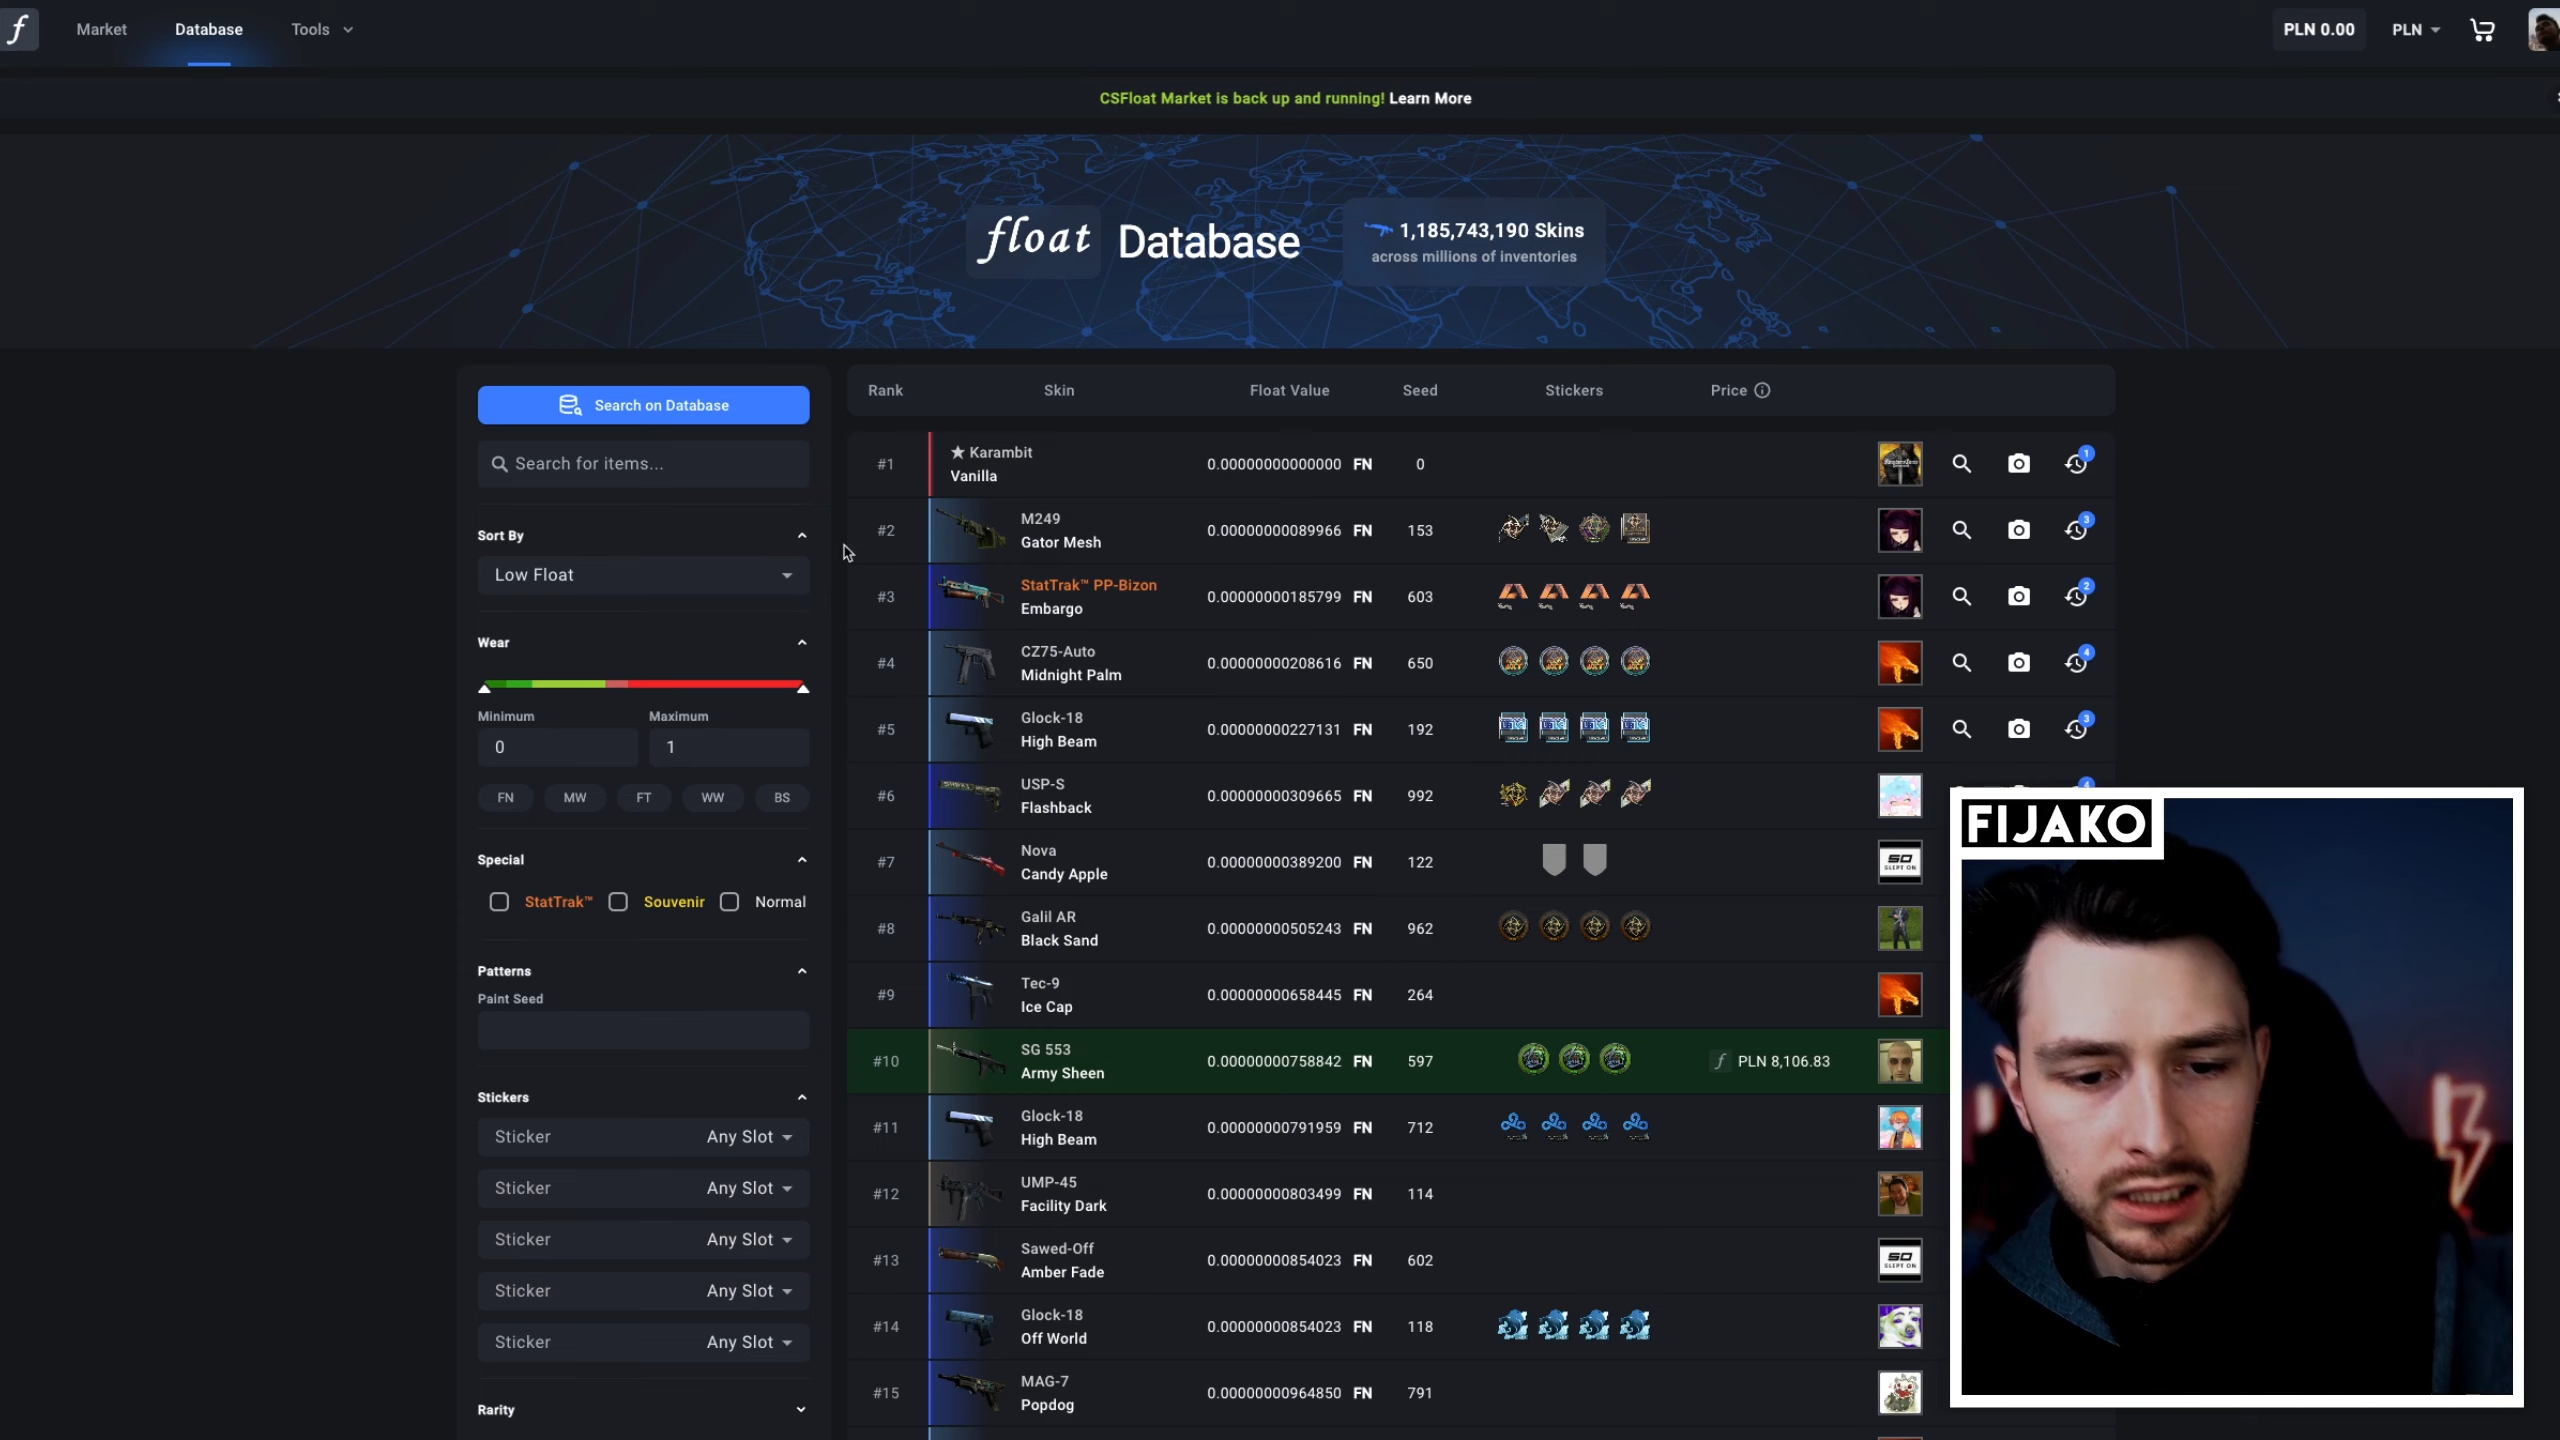 f
Market
Database
Tools
PLN 0.00
PLN
CSFloat Market is back up and running! Learn More
float Database
1,185,743,190 Skins
across millions of inventories
Search on Database
Search for items...
Sort By
Low Float
Wear
Minimum
Maximum
0
1
FN
MW
FT
WW
BS
Special
StatTrak™
Souvenir
Normal
Patterns
Paint Seed
Stickers
Sticker
Any Slot
Sticker
Any Slot
Sticker
Any Slot
Sticker
Any Slot
Sticker
Any Slot
Rarity
Rank
Skin
Float Value
Seed
Stickers
Price
#1
★ Karambit
Vanilla
0.00000000000000 FN
0
1
#2
M249
Gator Mesh
0.00000000089966 FN
153
3
#3
StatTrak™ PP-Bizon
Embargo
0.00000000185799 FN
603
2
#4
CZ75-Auto
Midnight Palm
0.00000000208616 FN
650
4
#5
Glock-18
High Beam
0.00000000227131 FN
192
3
#6
USP-S
Flashback
0.00000000309665 FN
992
#7
Nova
Candy Apple
0.00000000389200 FN
122
SO
SLEPT ON
#8
Galil AR
Black Sand
0.00000000505243 FN
962
#9
Tec-9
Ice Cap
0.00000000658445 FN
264
#10
SG 553
Army Sheen
0.00000000758842 FN
597
f PLN 8,106.83
#11
Glock-18
High Beam
0.00000000791959 FN
712
#12
UMP-45
Facility Dark
0.00000000803499 FN
114
#13
Sawed-Off
Amber Fade
0.00000000854023 FN
602
SO
SLEPT ON
#14
Glock-18
Off World
0.00000000854023 FN
118
#15
MAG-7
Popdog
0.00000000964850 FN
791
FIJAKO